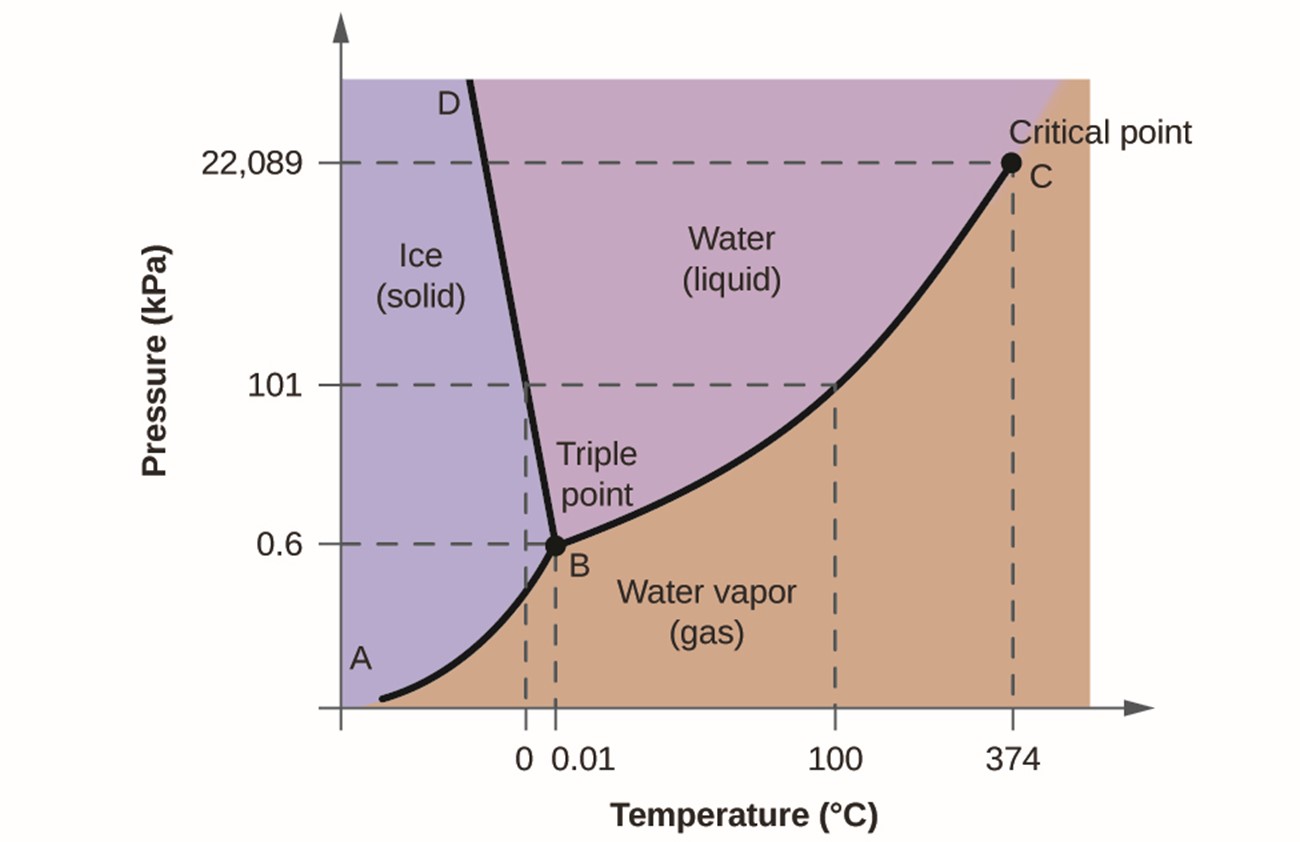 D
Critical point
22,089
C
Water
(liquid)
Ice
(solid)
Pressure (kPa)
101
Triple
point
0.6
B
Water vapor
(gas)
A
0
0.01
100
374
Temperature (°C)